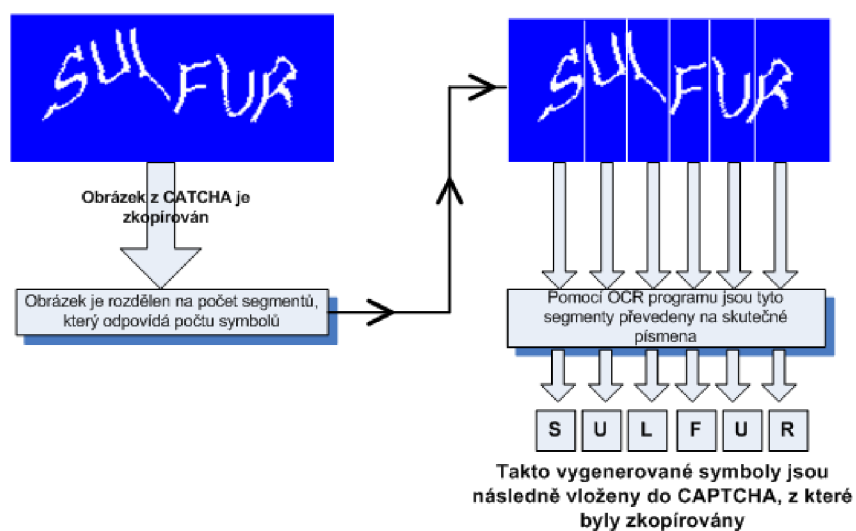 SULFUR
Obrázek z CATCHA je
zkopírován
Obrázek je rozdělen na počet segmentů,
který odpovídá počtu symbolů
SULFUR
Pomocí OCR programu jsou tyto
segmenty převedeny na skutečné
písmena
S U L F U R
Takto vygenerované symboly jsou
následně vloženy do CAPTCHA, z které
byly zkopírovány